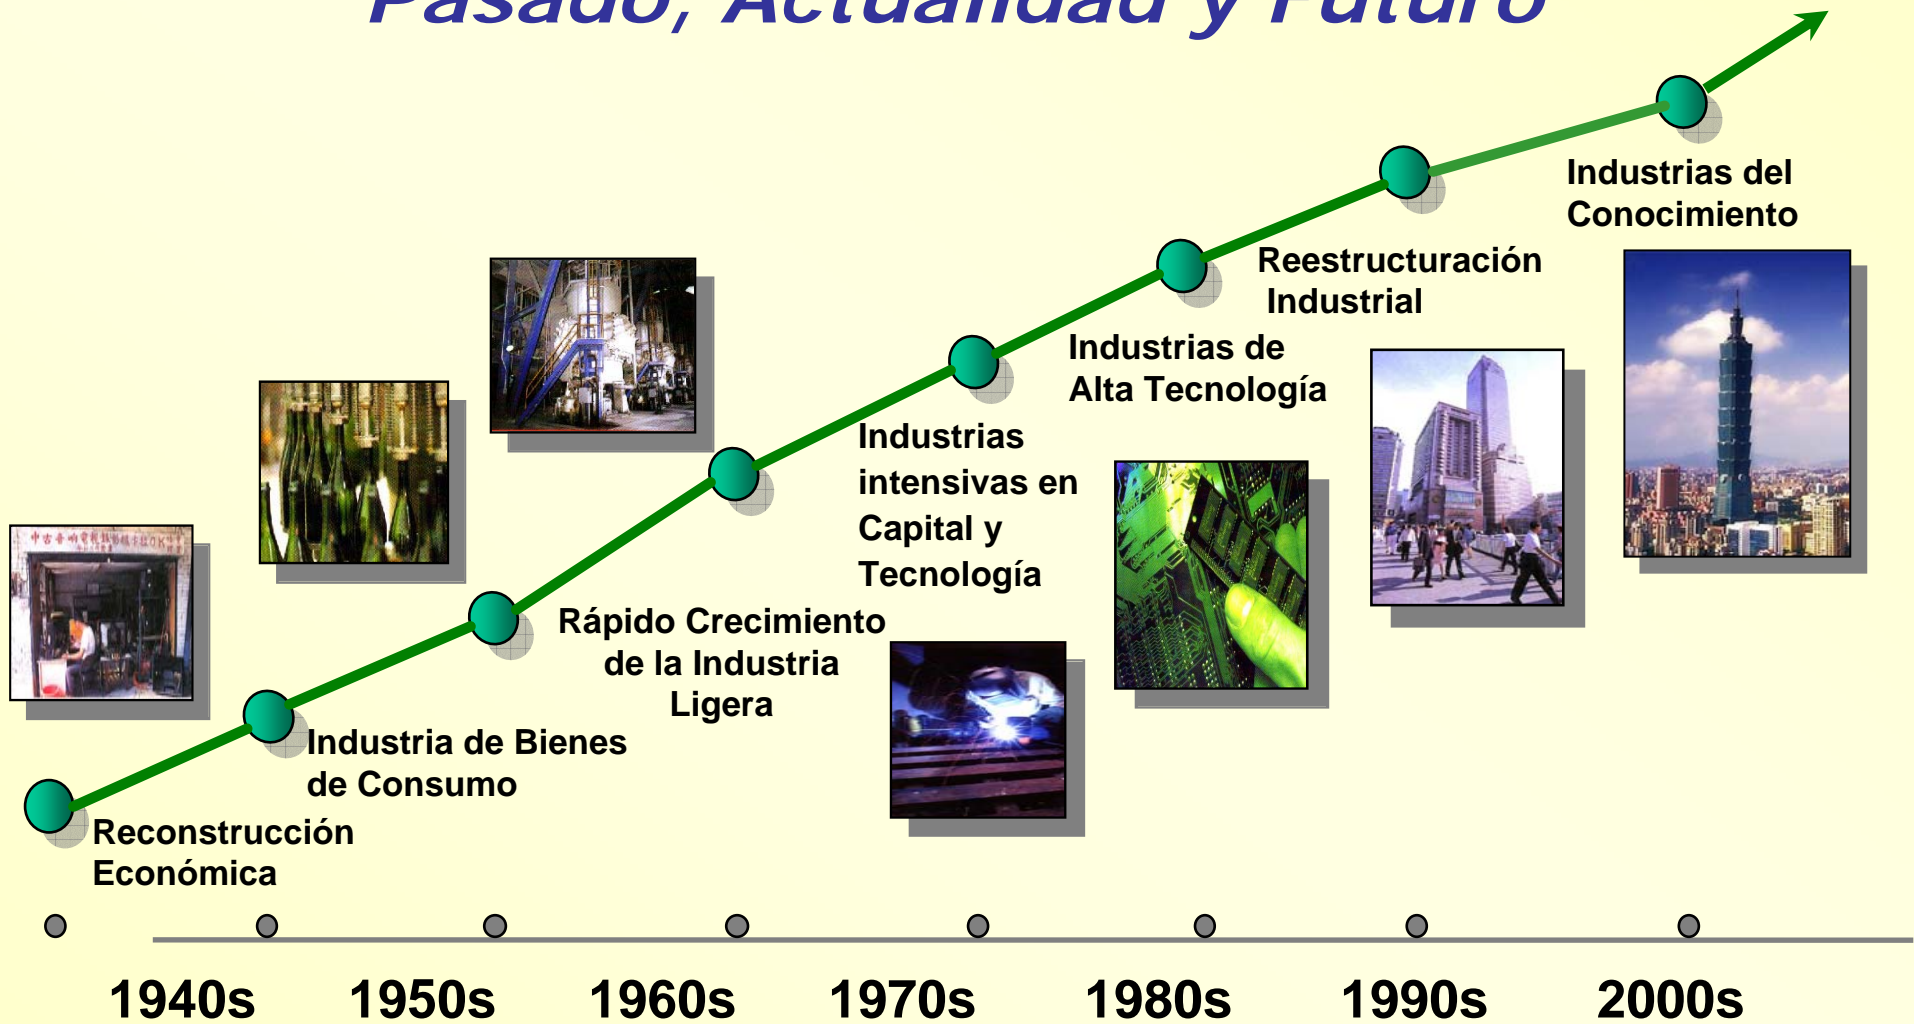 Pasado, Actualidad y Futuro
Industrias del
Conocimiento
Reestructuración
Industrial
Industrias de
Alta Tecnología
Industrias
intensivas en
Capital y
Tecnología
Rápido Crecimiento
de la Industria
Ligera
Industria de Bienes
de Consumo
Reconstrucción
Económica
1940s 1950s 1960s 1970s 1980s 1990s 2000s